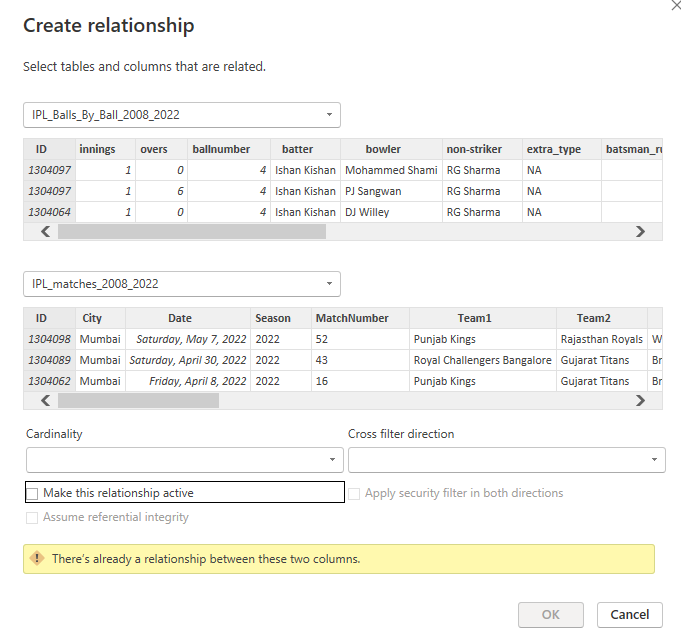 Create relationship
Select tables and columns that are related.
IPL_Balls_By_Ball_2008_2022
ID innings overs ballnumber batter bowler non-striker extra_type batsman_ru
1304097 1 0 4 Ishan Kishan Mohammed Shami RG Sharma NA
1304097 1 6 4 Ishan Kishan PJ Sangwan RG Sharma NA
1304064 1 0 4 Ishan Kishan DJ Willey RG Sharma NA
IPL_matches_2008_2022
ID City Date Season MatchNumber Team1 Team2
1304098 Mumbai Saturday, May 7, 2022 2022 52 Punjab Kings Rajasthan Royals W
1304089 Mumbai Saturday, April 30, 2022 2022 43 Royal Challengers Bangalore Gujarat Titans Br
1304062 Mumbai Friday, April 8, 2022 2022 16 Punjab Kings Gujarat Titans Br
Cardinality Cross filter direction
Make this relationship active Apply security filter in both directions
Assume referential integrity
There's already a relationship between these two columns.
OK Cancel